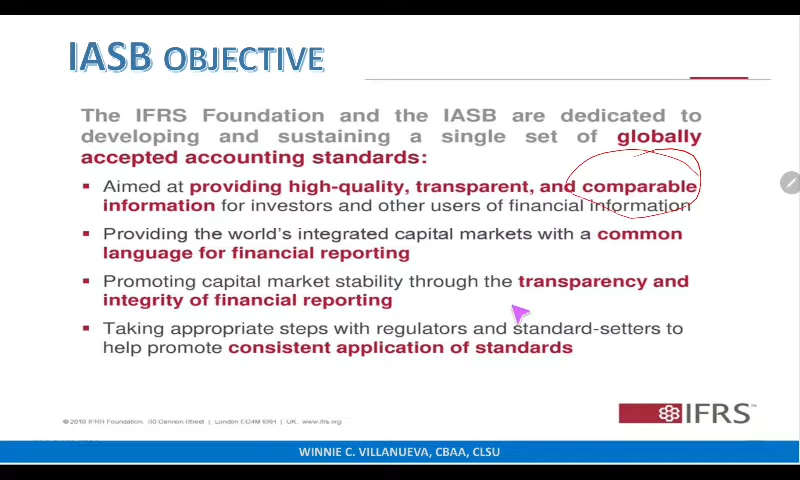 IASB OBJECTIVE
The IFRS Foundation and the IASB are dedicated to
developing and sustaining a single set of globally
accepted accounting standards:
▪ Aimed at providing high-quality, transparent, and comparable
information for investors and other users of financial information
▪ Providing the world's integrated capital markets with a common
language for financial reporting
▪ Promoting capital market stability through the transparency and
integrity of financial reporting
▪ Taking appropriate steps with regulators and standard-setters to
help promote consistent application of standards
© 2010 IFRS Foundation. 30 Cannon Street | London EC4M 6XH | UK. www.ifrs.org
IFRS™
WINNIE C. VILLANUEVA, CBAA, CLSU